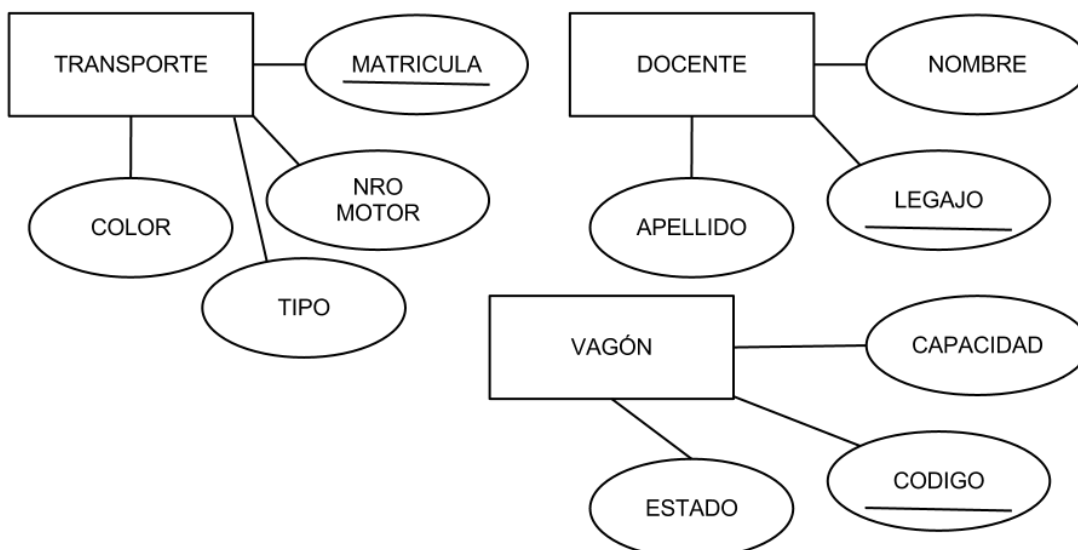 TRANSPORTE
MATRICULA
NRO
MOTOR
COLOR
TIPO
DOCENTE
NOMBRE
LEGAJO
APELLIDO
VAGÓN
CAPACIDAD
CODIGO
ESTADO